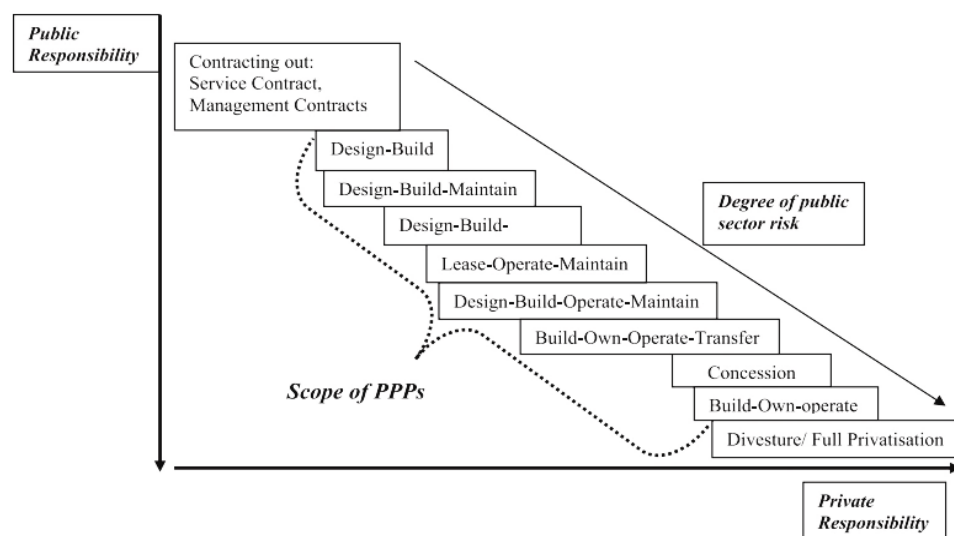 Public
Responsibility
Contracting out:
Service Contract,
Management Contracts
Design-Build
Design-Build-Maintain
Design-Build-
Lease-Operate-Maintain
Design-Build-Operate-Maintain
Build-Own-Operate-Transfer
Concession
Build-Own-operate
Divesture/ Full Privatisation
Degree of public
sector risk
Scope of PPPs
Private
Responsibility